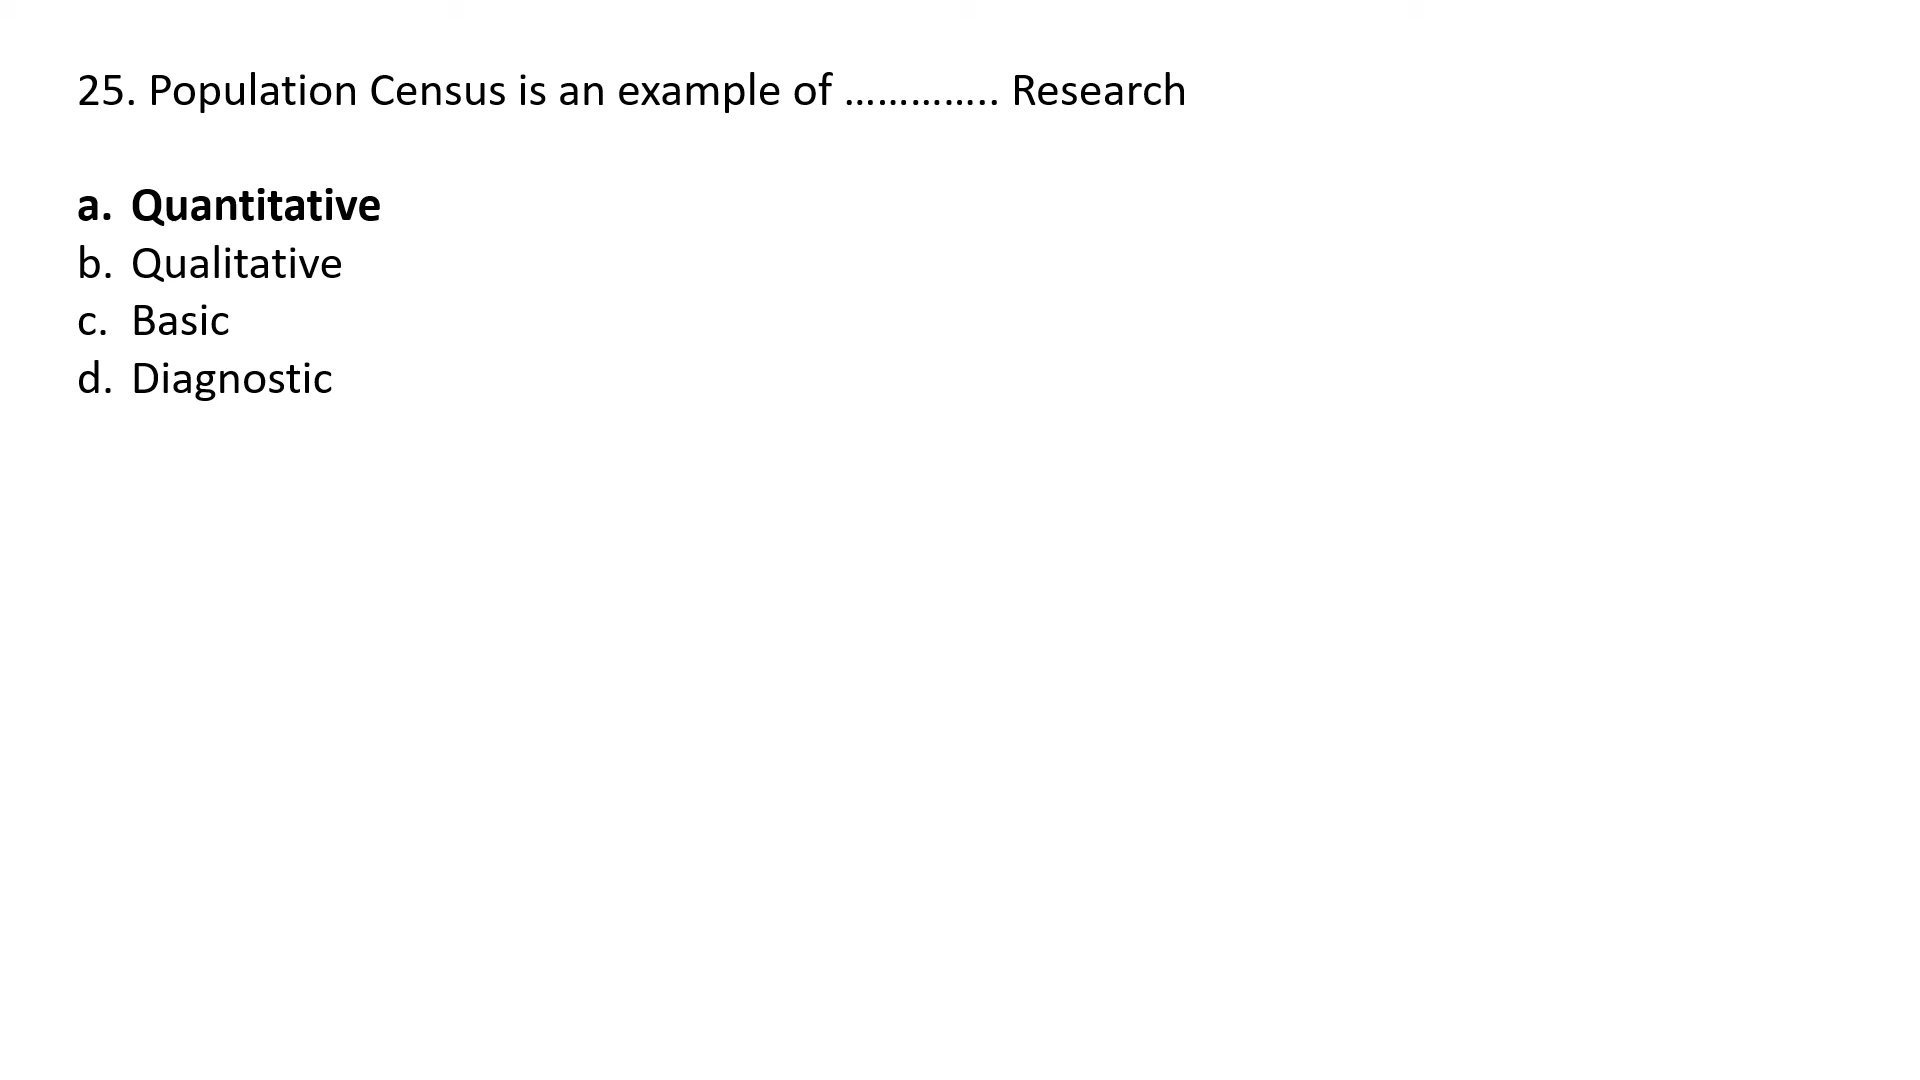 25. Population Census is an example of ………….. Research
a. Quantitative
b. Qualitative
c. Basic
d. Diagnostic